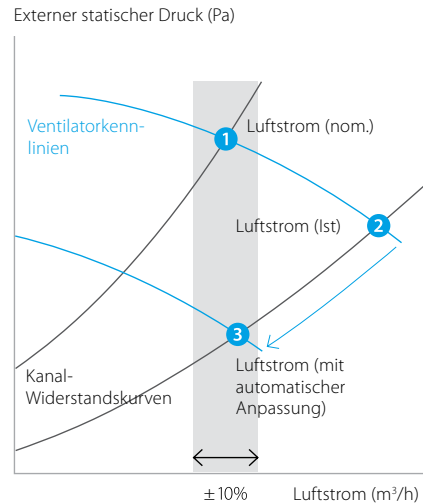 Externer statischer Druck (Pa)
Ventilatorkenn-
linien
1
Luftstrom (nom.)
Luftstrom (Ist)
2
3
Kanal-
Widerstandskurven
Luftstrom (mit
automatischer
Anpassung)
±10%
Luftstrom (m³/h)